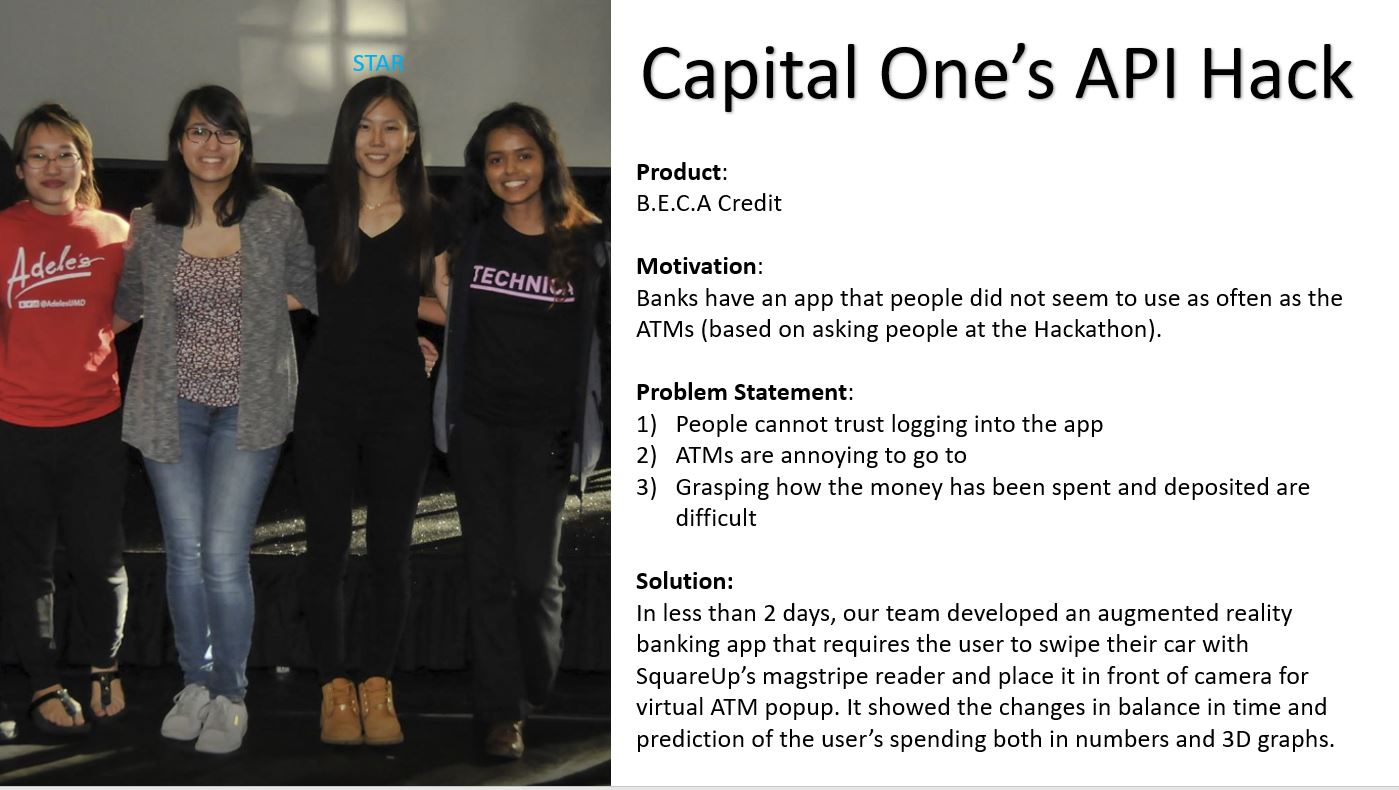 STAR
Adele's
@AdelesUMD
TECHNICA
Capital One’s API Hack
Product:
B.E.C.A Credit
Motivation:
Banks have an app that people did not seem to use as often as the
ATMs (based on asking people at the Hackathon).
Problem Statement:
1) People cannot trust logging into the app
2) ATMs are annoying to go to
3) Grasping how the money has been spent and deposited are
difficult
Solution:
In less than 2 days, our team developed an augmented reality
banking app that requires the user to swipe their car with
SquareUp’s magstripe reader and place it in front of camera for
virtual ATM popup. It showed the changes in balance in time and
prediction of the user’s spending both in numbers and 3D graphs.